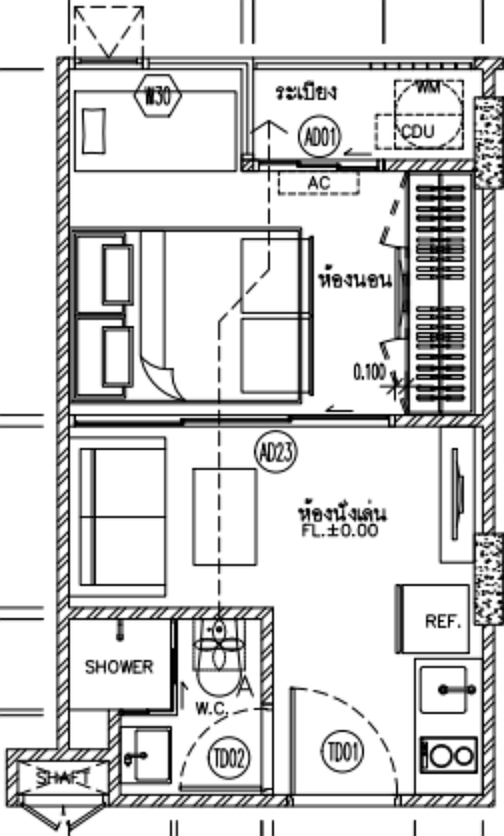 W30
ระเบียง
WM
AD01
CDU
AC
ห้องนอน
0.100
AD23
ห้องนั่งเล่น
FL.±0.00
REF.
SHOWER
W.C.
TD02
TD01
SHAFT